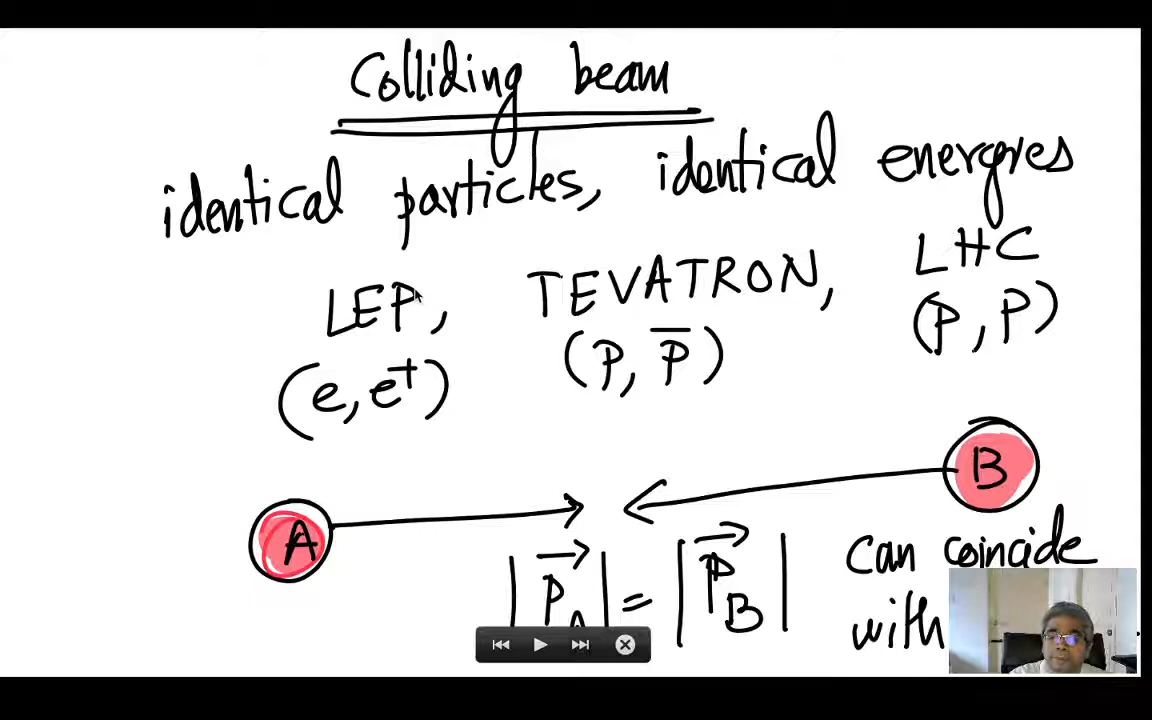 Colliding beam
identical particles, identical energies
LEP, TEVATRON, LHC
(e, e⁺) (P, P̅) (P, P)
A B
|p⃗_A| = |p⃗_B| can coincide
with